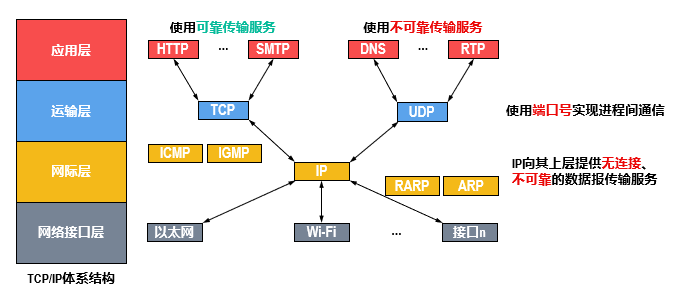 使用可靠传输服务
使用不可靠传输服务
应用层
HTTP
...
SMTP
DNS
...
RTP
运输层
TCP
UDP
使用端口号实现进程间通信
网际层
ICMP
IGMP
IP
RARP
ARP
IP向其上层提供无连接、
不可靠的数据报传输服务
网络接口层
以太网
Wi-Fi
...
接口n
TCP/IP体系结构